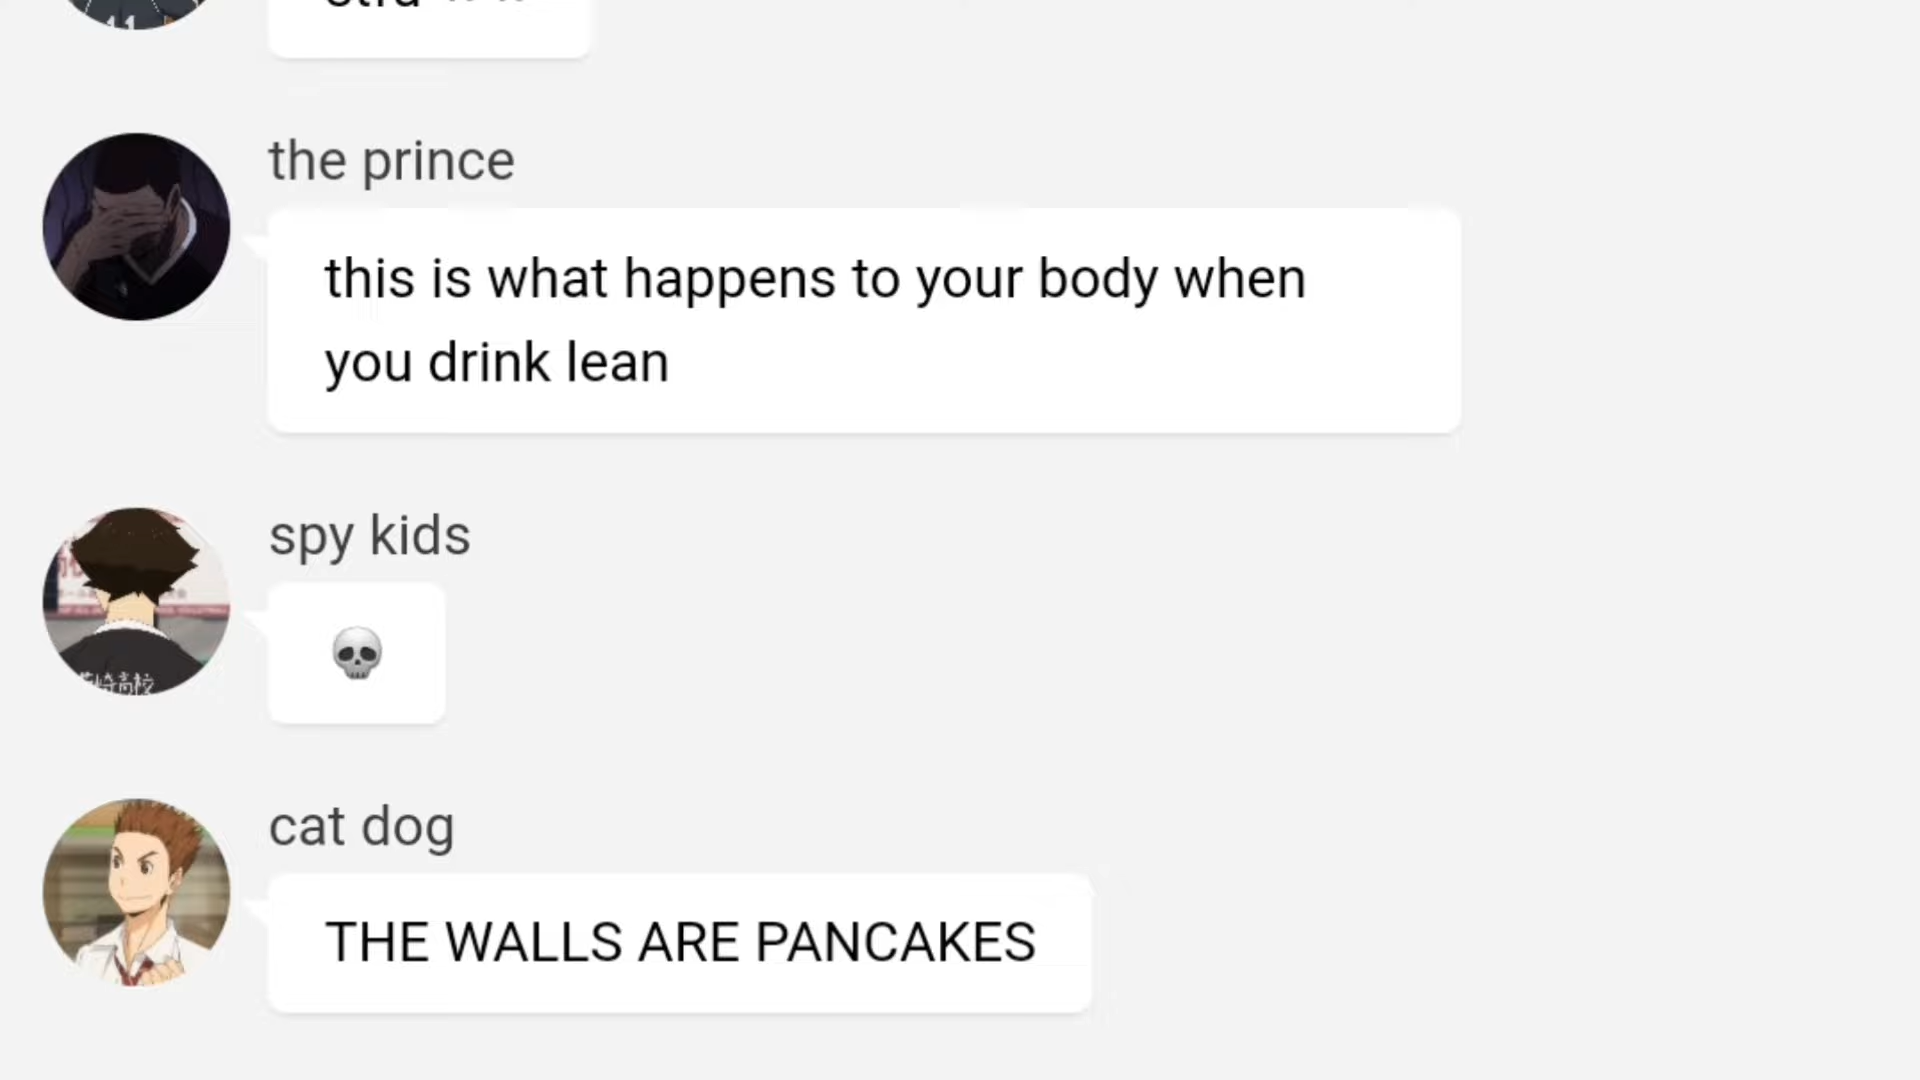 11
the prince
this is what happens to your body when
you drink lean
spy kids
💀
cat dog
THE WALLS ARE PANCAKES